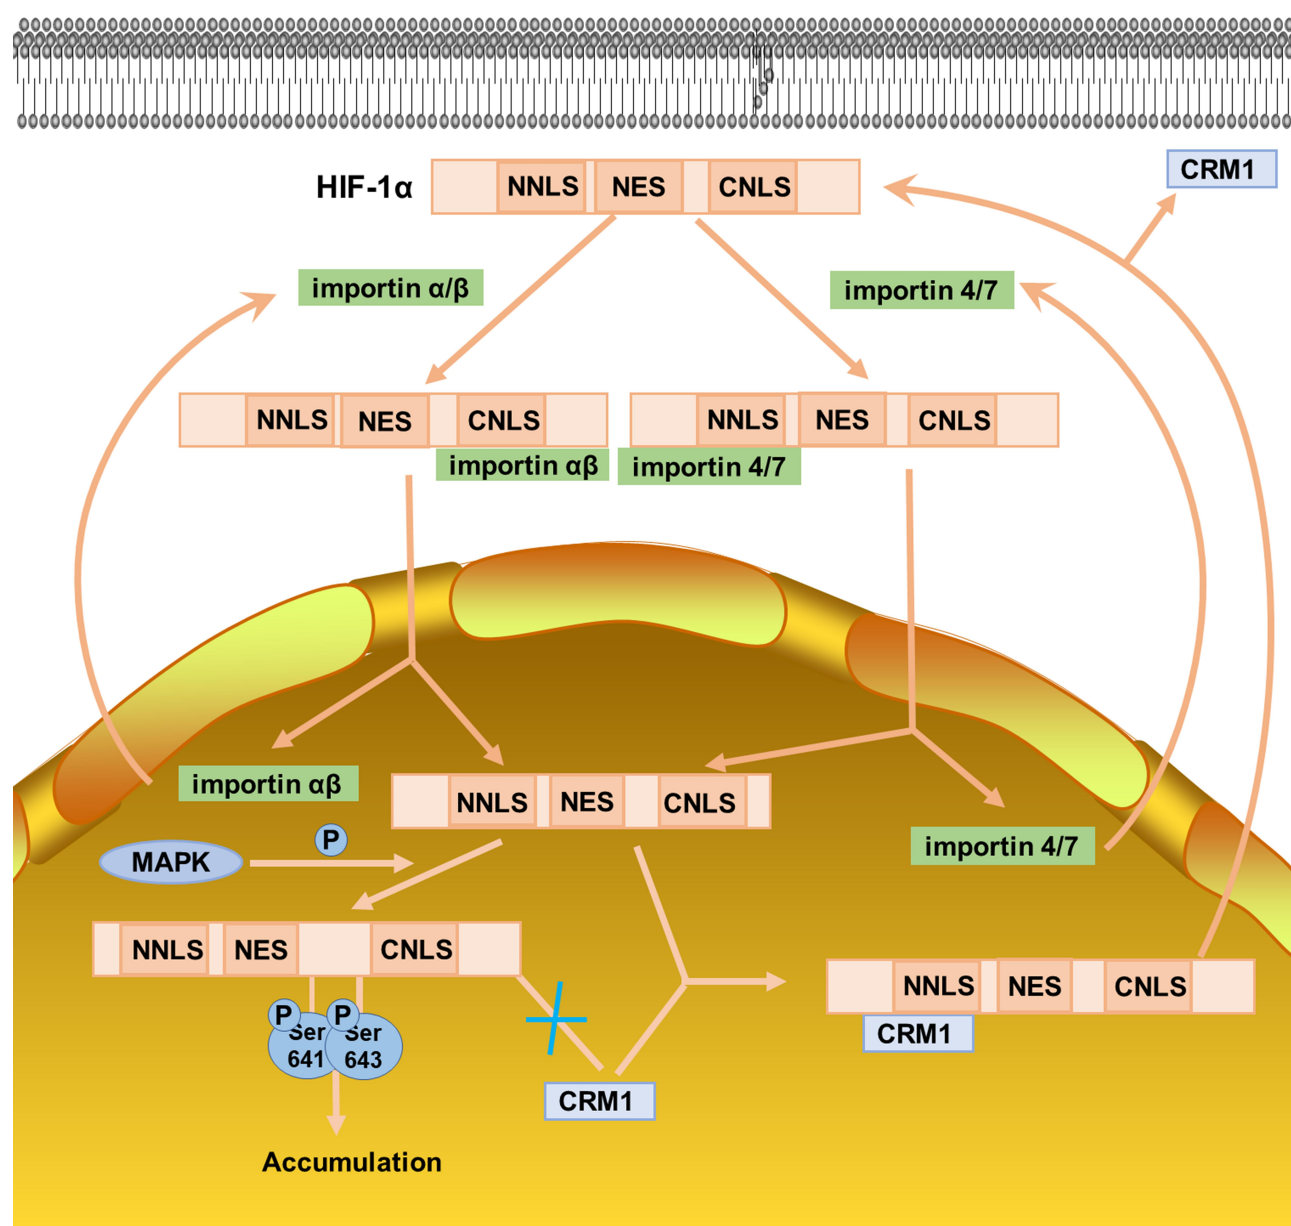 CRM1
HIF-1α NNLS NES CNLS
importin α/β
importin 4/7
NNLS NES CNLS
NNLS NES CNLS
importin αβ
importin 4/7
importin αβ
NNLS NES CNLS
P
MAPK
importin 4/7
NNLS NES CNLS
NNLS NES CNLS
P
P
Ser
641
Ser
643
CRM1
CRM1
Accumulation